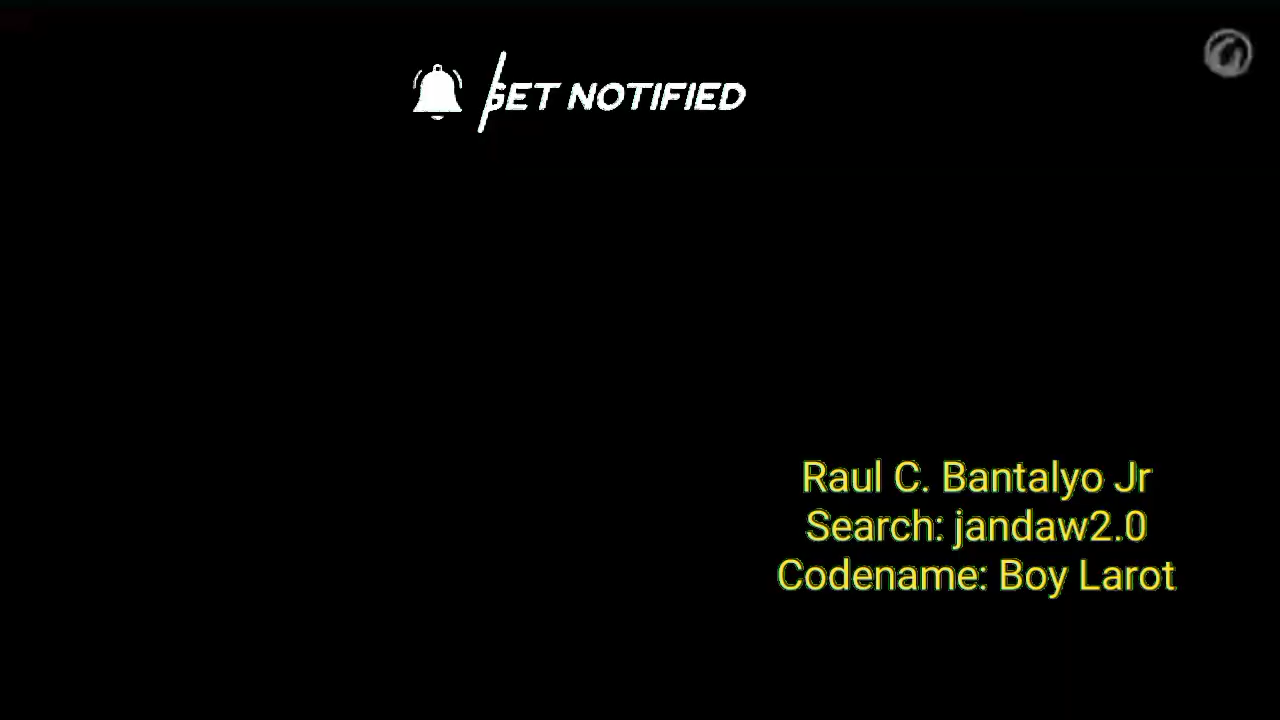 GET NOTIFIED
Raul C. Bantalyo Jr
Search: jandaw2.0
Codename: Boy Larot